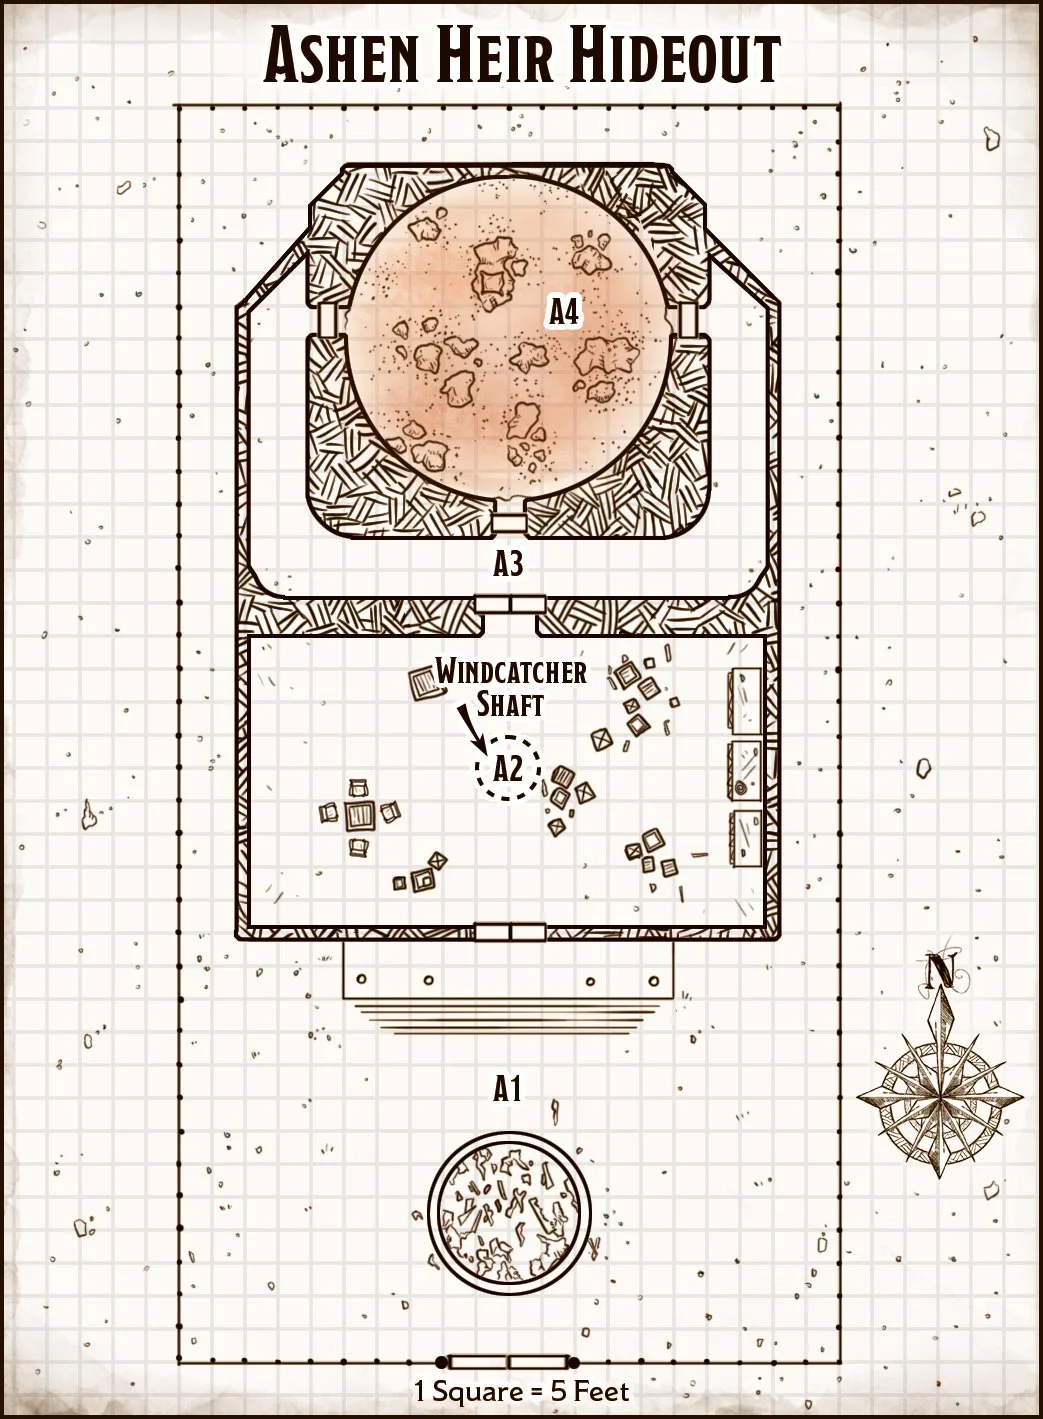 ASHEN HEIR HIDEOUT
A4
A3
WINDCATCHER
SHAFT
A2
N
A1
1 Square = 5 Feet